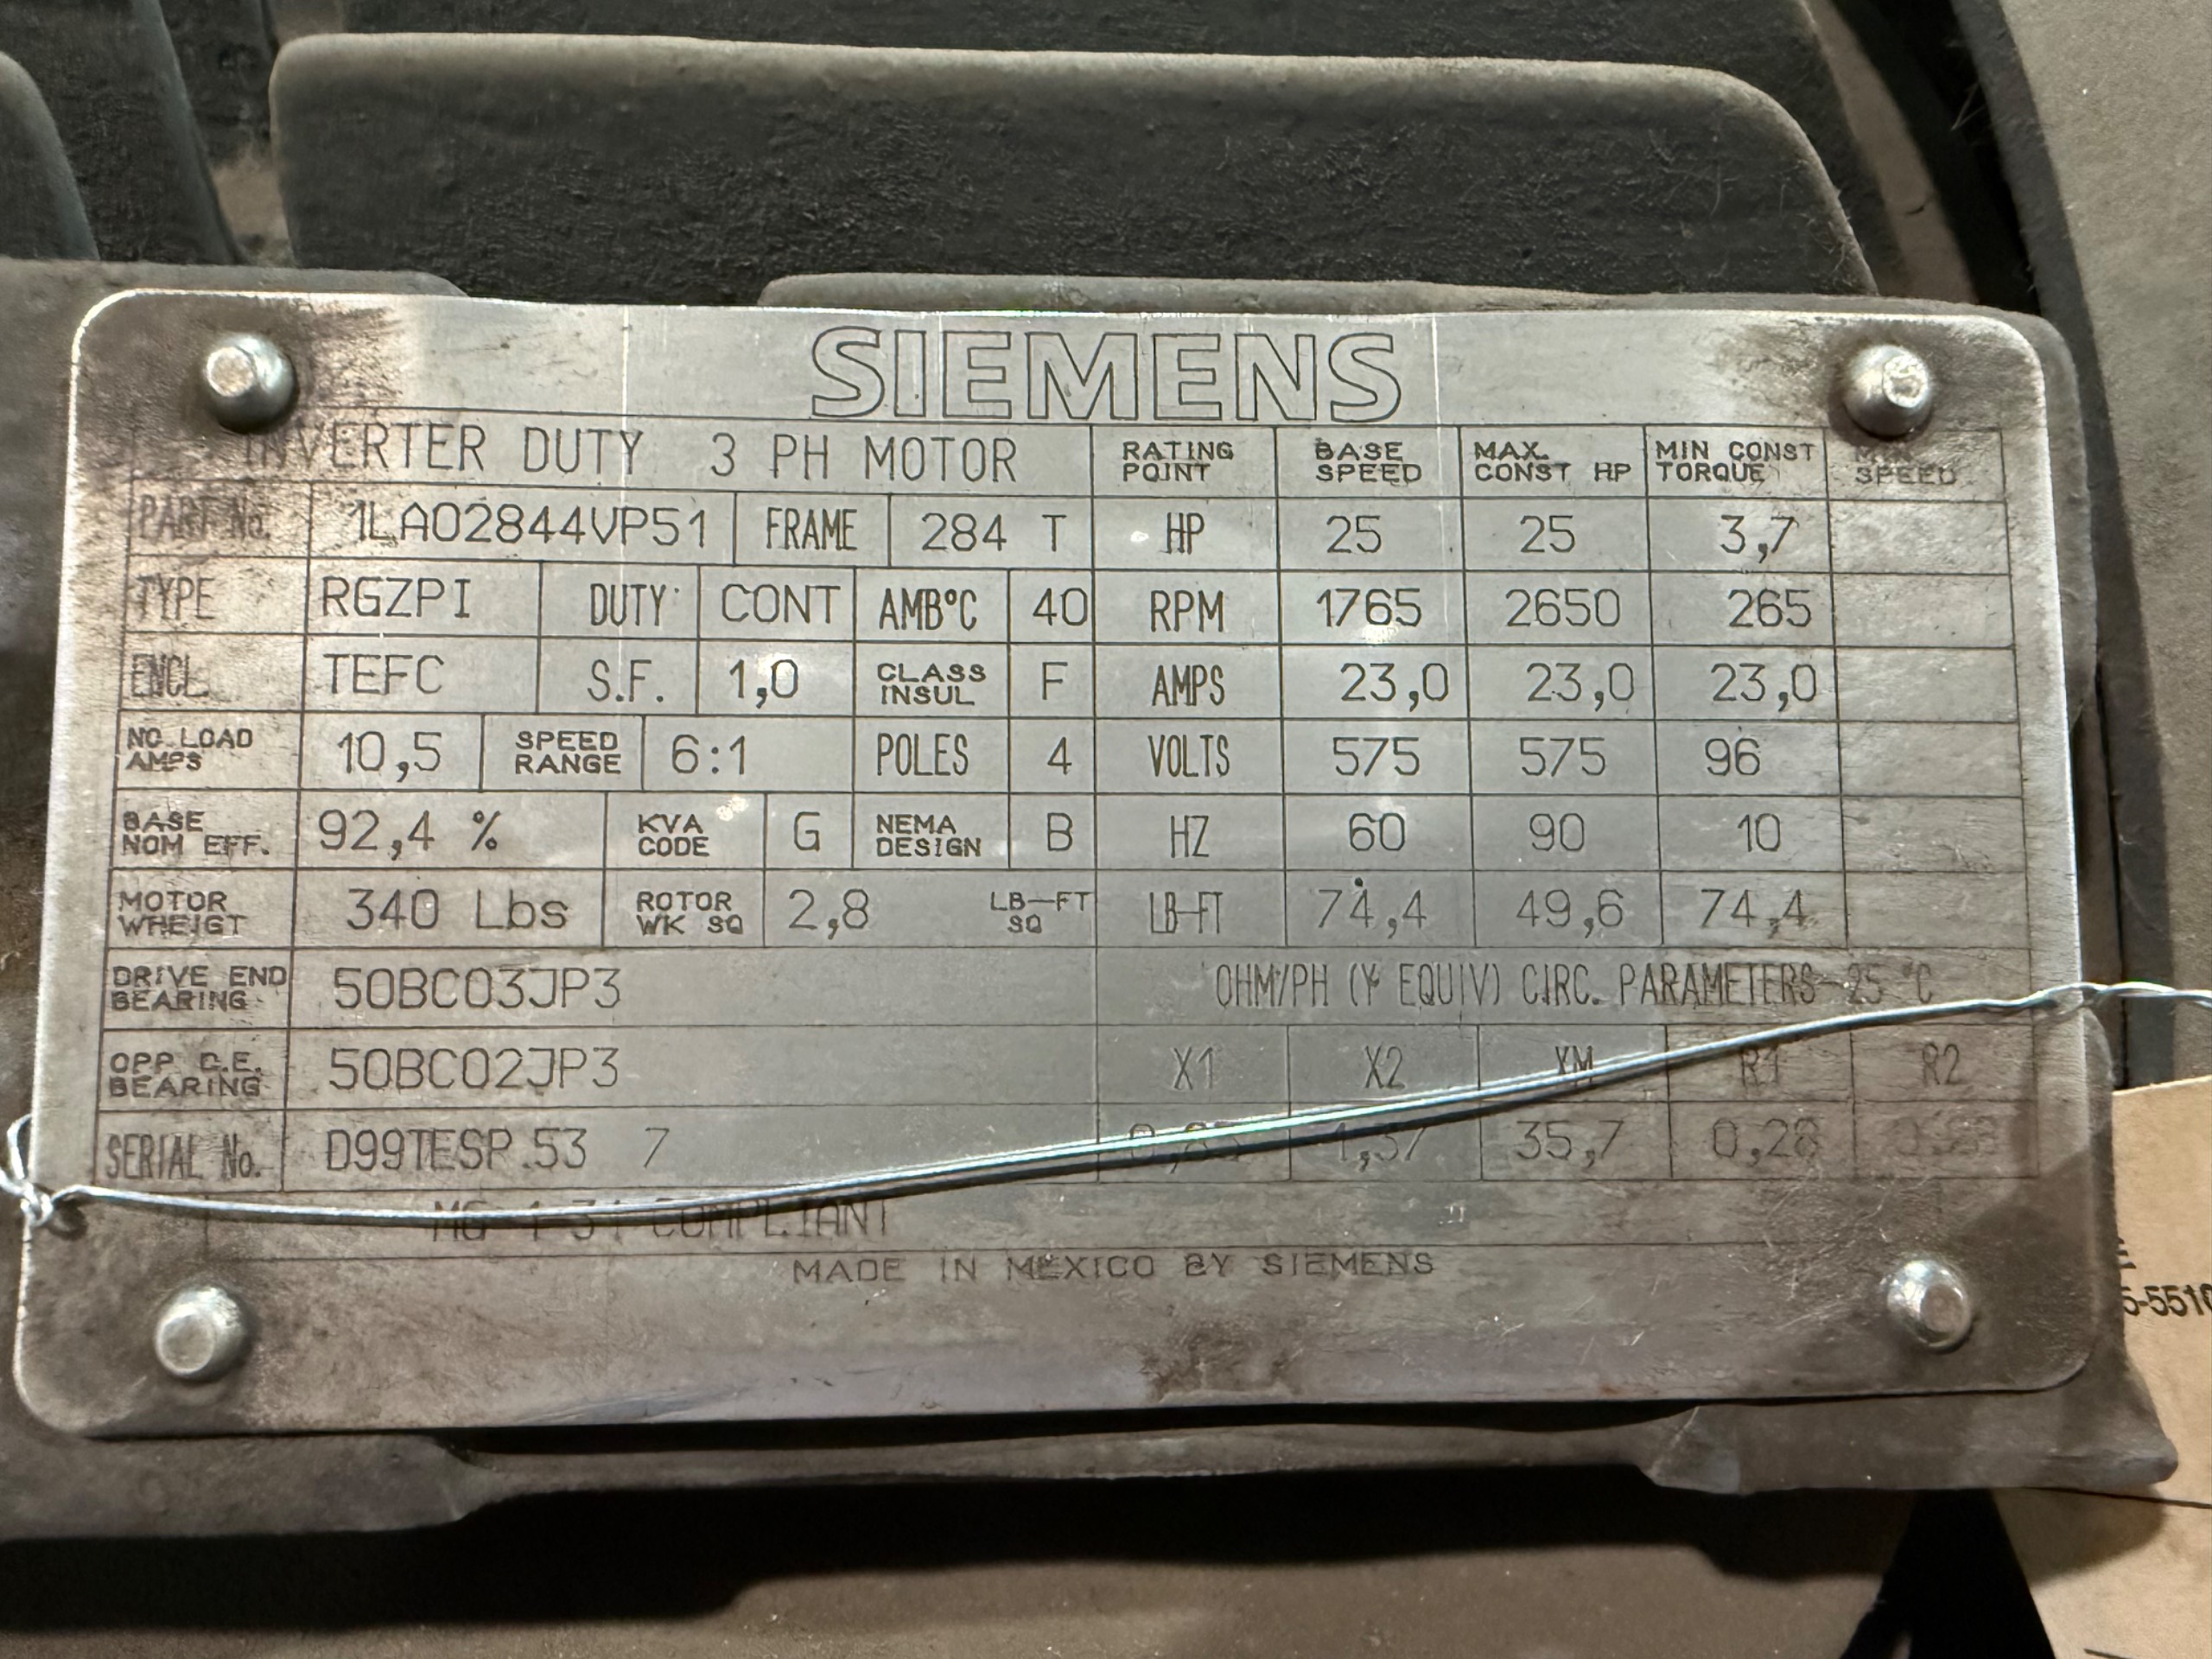 SIEMENS
INVERTER DUTY 3 PH MOTOR RATING POINT BASE SPEED MAX. CONST HP MIN CONST TORQUE MIN SPEED
PART No. 1LA02844VP51 FRAME 284 T HP 25 25 3,7
TYPE RGZPI DUTY CONT AMB°C 40 RPM 1765 2650 265
ENCL. TEFC S.F. 1,0 CLASS INSUL F AMPS 23,0 23,0 23,0
NO LOAD AMPS 10,5 SPEED RANGE 6:1 POLES 4 VOLTS 575 575 96
BASE NOM EFF. 92,4 % KVA CODE G NEMA DESIGN B HZ 60 90 10
MOTOR WHEIGT 340 Lbs ROTOR WK SQ 2,8 LB-FT SQ LB-FT 74,4 49,6 74,4
DRIVE END BEARING 50BC03JP3 OHM/PH (Y EQUIV) CIRC. PARAMETERS-25 °C
OPP D.E. BEARING 50BC02JP3 X1 X2 XM R1 R2
SERIAL No. D99TESP.53 7 1,37 35,7 0,28
COMPLIANT
MADE IN MEXICO BY SIEMENS
5-5510